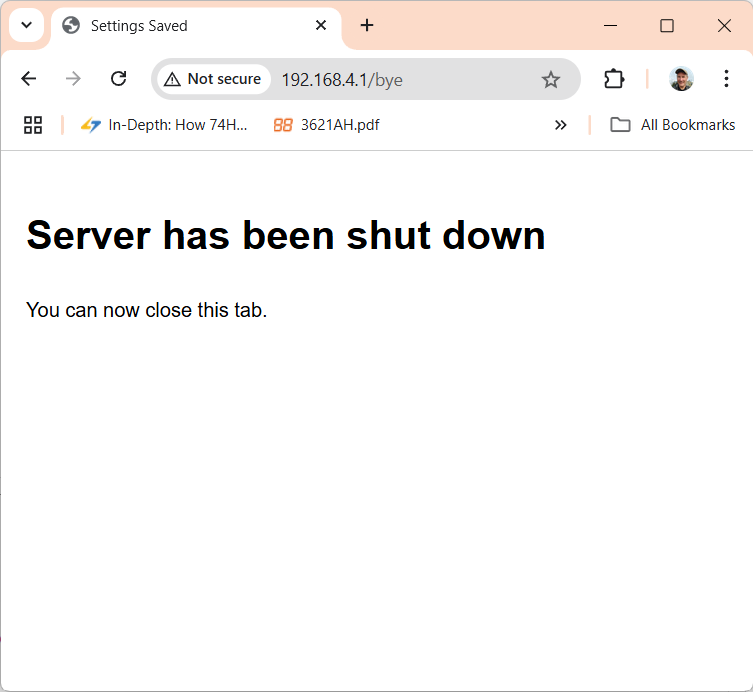 Settings Saved
Not secure
192.168.4.1/bye
In-Depth: How 74H...
3621AH.pdf
All Bookmarks
Server has been shut down
You can now close this tab.